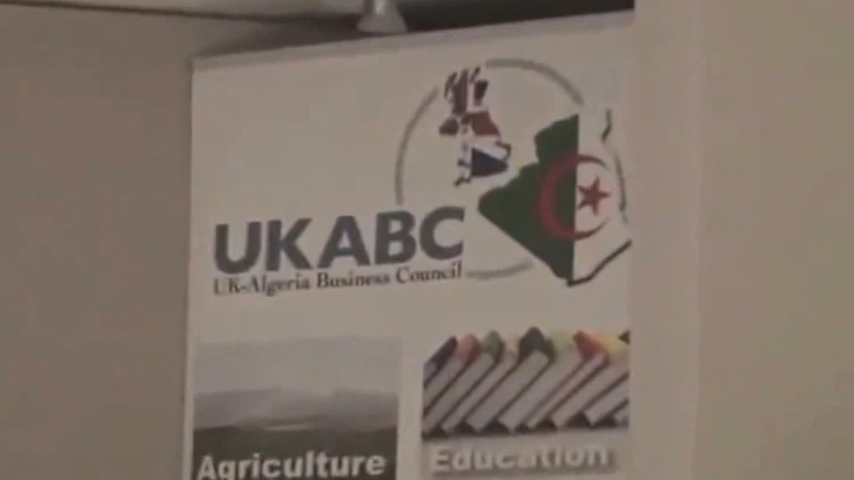 UKABC
UK-Algeria Business Council
Agriculture
Education